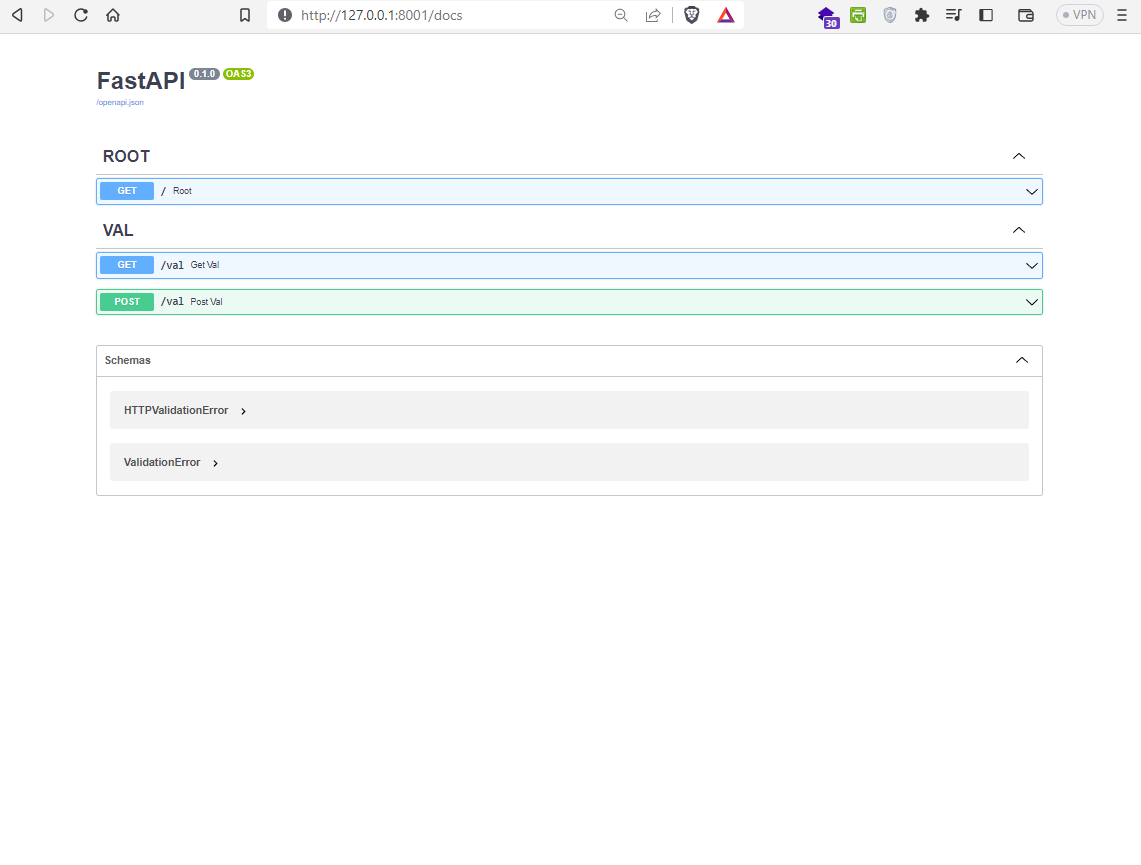 http://127.0.0.1:8001/docs
30
VPN
FastAPI 0.1.0 OAS3
/openapi.json
ROOT
GET / Root
VAL
GET /val Get Val
POST /val Post Val
Schemas
HTTPValidationError
ValidationError